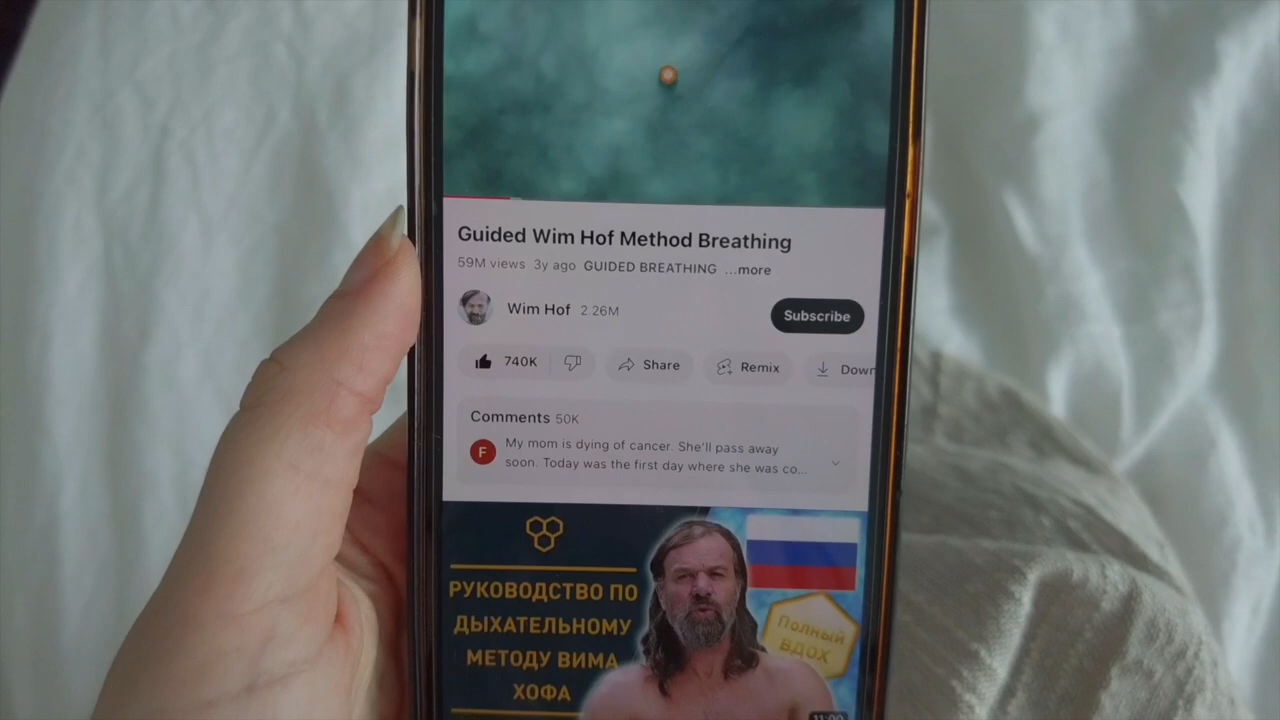 Guided Wim Hof Method Breathing
59M views 3y ago GUIDED BREATHING ...more
Wim Hof 2.26M
Subscribe
740K
Share
Remix
Down
Comments 50K
F
My mom is dying of cancer. She'll pass away
soon. Today was the first day where she was co...
РУКОВОДСТВО ПО
ДЫХАТЕЛЬНОМУ
МЕТОДУ ВИМА
ХОФА
Полный
ВДОХ
11:00